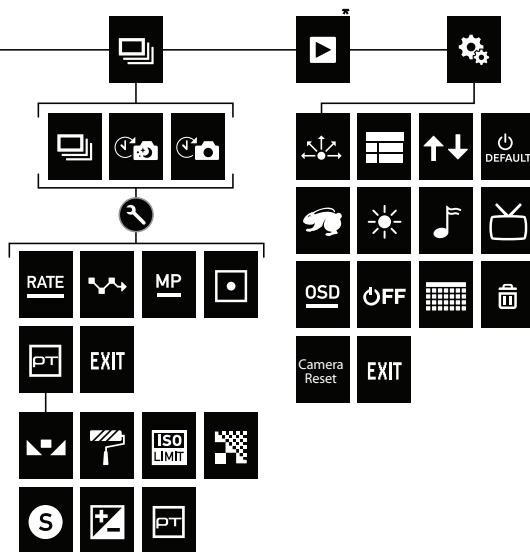 DEFAULT
RATE
MP
OSD
OFF
PT
EXIT
Camera
Reset
EXIT
ISO
LIMIT
S
PT